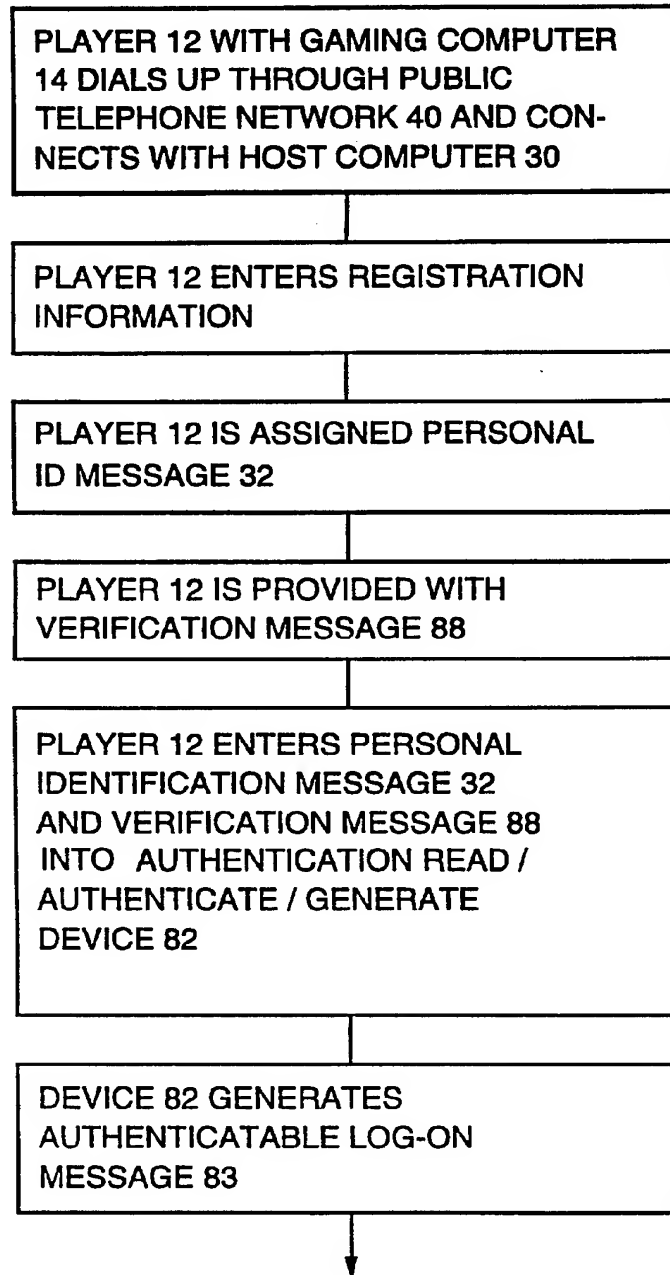 PLAYER 12 WITH GAMING COMPUTER
14 DIALS UP THROUGH PUBLIC
TELEPHONE NETWORK 40 AND CON-
NECTS WITH HOST COMPUTER 30
PLAYER 12 ENTERS REGISTRATION
INFORMATION
PLAYER 12 IS ASSIGNED PERSONAL
ID MESSAGE 32
PLAYER 12 IS PROVIDED WITH
VERIFICATION MESSAGE 88
PLAYER 12 ENTERS PERSONAL
IDENTIFICATION MESSAGE 32
AND VERIFICATION MESSAGE 88
INTO AUTHENTICATION READ /
AUTHENTICATE / GENERATE
DEVICE 82
DEVICE 82 GENERATES
AUTHENTICATABLE LOG-ON
MESSAGE 83